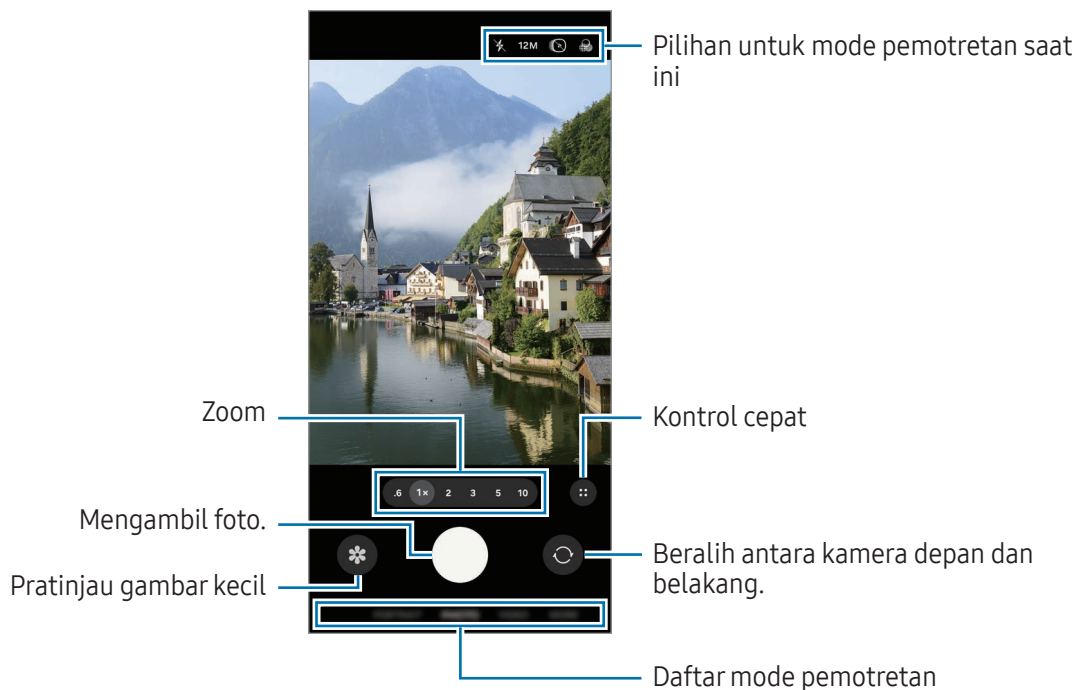 12M
Pilihan untuk mode pemotretan saat
ini
Zoom
Kontrol cepat
.6 1× 2 3 5 10
Mengambil foto.
Beralih antara kamera depan dan
belakang.
Pratinjau gambar kecil
Daftar mode pemotretan